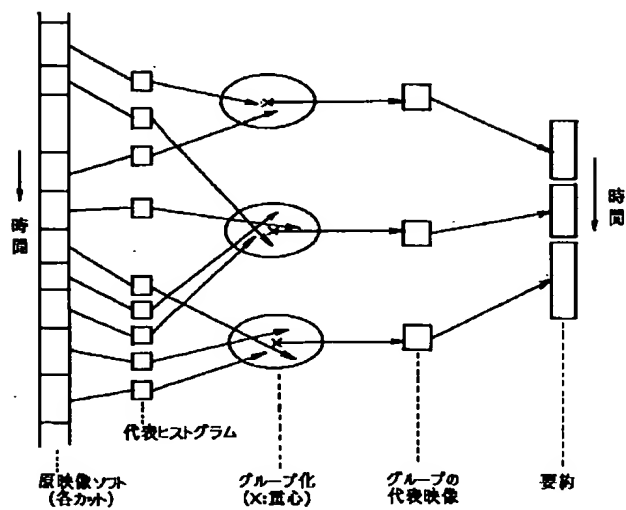 時間
時間
代表ヒストグラム
原映像ソフト
(各カット)
グループ化
(X:重心)
グループの
代表映像
要約